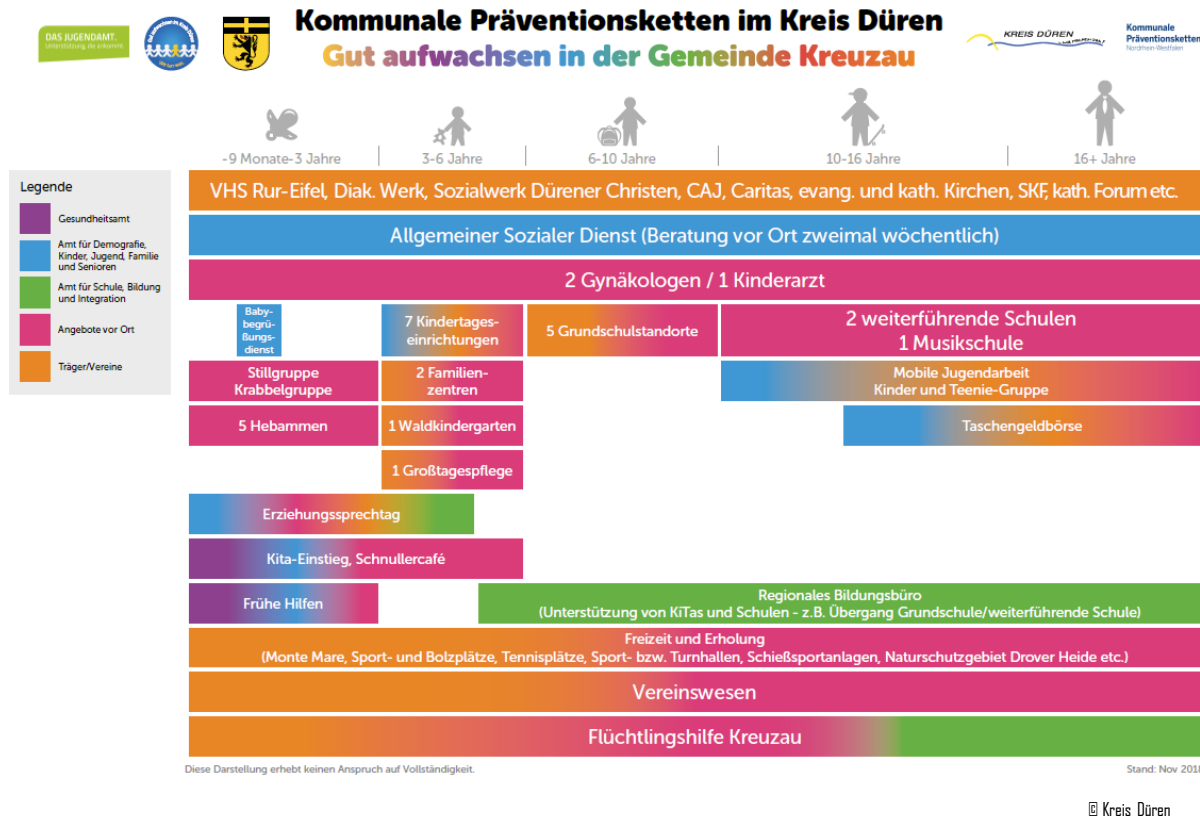 DAS JUGENDAMT.
Unterstützung, die ankommt.
Kommunale Präventionsketten im Kreis Düren
Gut aufwachsen in der Gemeinde Kreuzau
KREIS DÜREN
Kommunale
Präventionsketten
Nordrhein-Westfalen
-9 Monate-3 Jahre
3-6 Jahre
6-10 Jahre
10-16 Jahre
16+ Jahre
Legende
Gesundheitsamt
Amt für Demografie,
Kinder, Jugend, Familie
und Senioren
Amt für Schule, Bildung
und Integration
Angebote vor Ort
Träger/Vereine
VHS Rur-Eifel, Diak. Werk, Sozialwerk Dürener Christen, CAJ, Caritas, evang. und kath. Kirchen, SKF, kath. Forum etc.
Allgemeiner Sozialer Dienst (Beratung vor Ort zweimal wöchentlich)
2 Gynäkologen / 1 Kinderarzt
Baby-
begrü-
ßungs-
dienst
7 Kindertages-
einrichtungen
5 Grundschulstandorte
2 weiterführende Schulen
1 Musikschule
Stillgruppe
Krabbelgruppe
2 Familien-
zentren
Mobile Jugendarbeit
Kinder und Teenie-Gruppe
5 Hebammen
1 Waldkindergarten
Taschengeldbörse
1 Großtagespflege
Erziehungssprechtag
Kita-Einstieg, Schnullercafé
Frühe Hilfen
Regionales Bildungsbüro
(Unterstützung von KiTas und Schulen - z.B. Übergang Grundschule/weiterführende Schule)
Freizeit und Erholung
(Monte Mare, Sport- und Bolzplätze, Tennisplätze, Sport- bzw. Turnhallen, Schießsportanlagen, Naturschutzgebiet Drover Heide etc.)
Vereinswesen
Flüchtlingshilfe Kreuzau
Diese Darstellung erhebt keinen Anspruch auf Vollständigkeit.
Stand: Nov 2018
© Kreis Düren